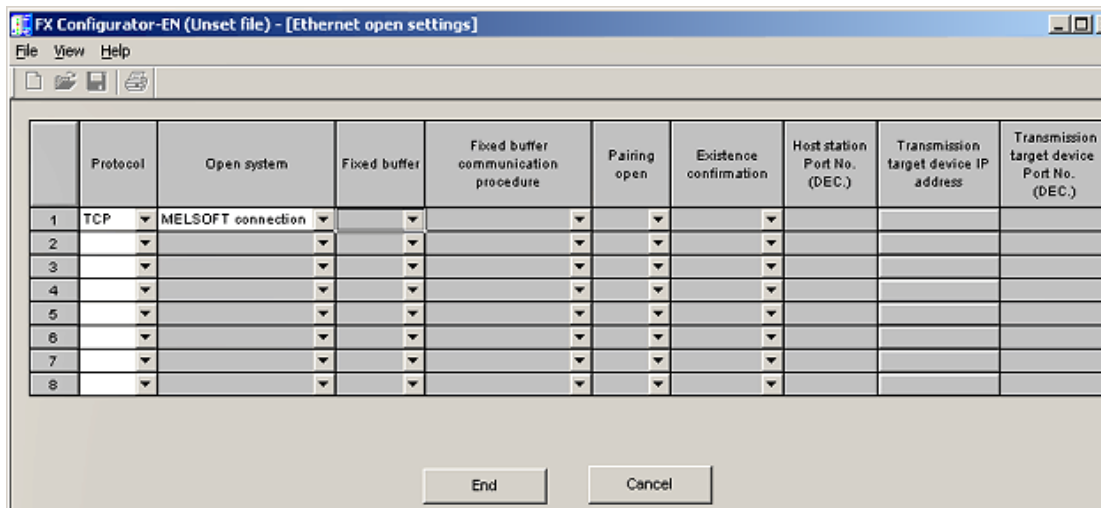 FX Configurator-EN (Unset file) - [Ethernet open settings]
File View Help
Protocol
Open system
Fixed buffer
Fixed buffer
communication
procedure
Pairing
open
Existence
confirmation
Host station
Port No.
(DEC.)
Transmission
target device IP
address
Transmission
target device
Port No.
(DEC.)
1 TCP MELSOFT connection
2
3
4
5
6
7
8
End Cancel